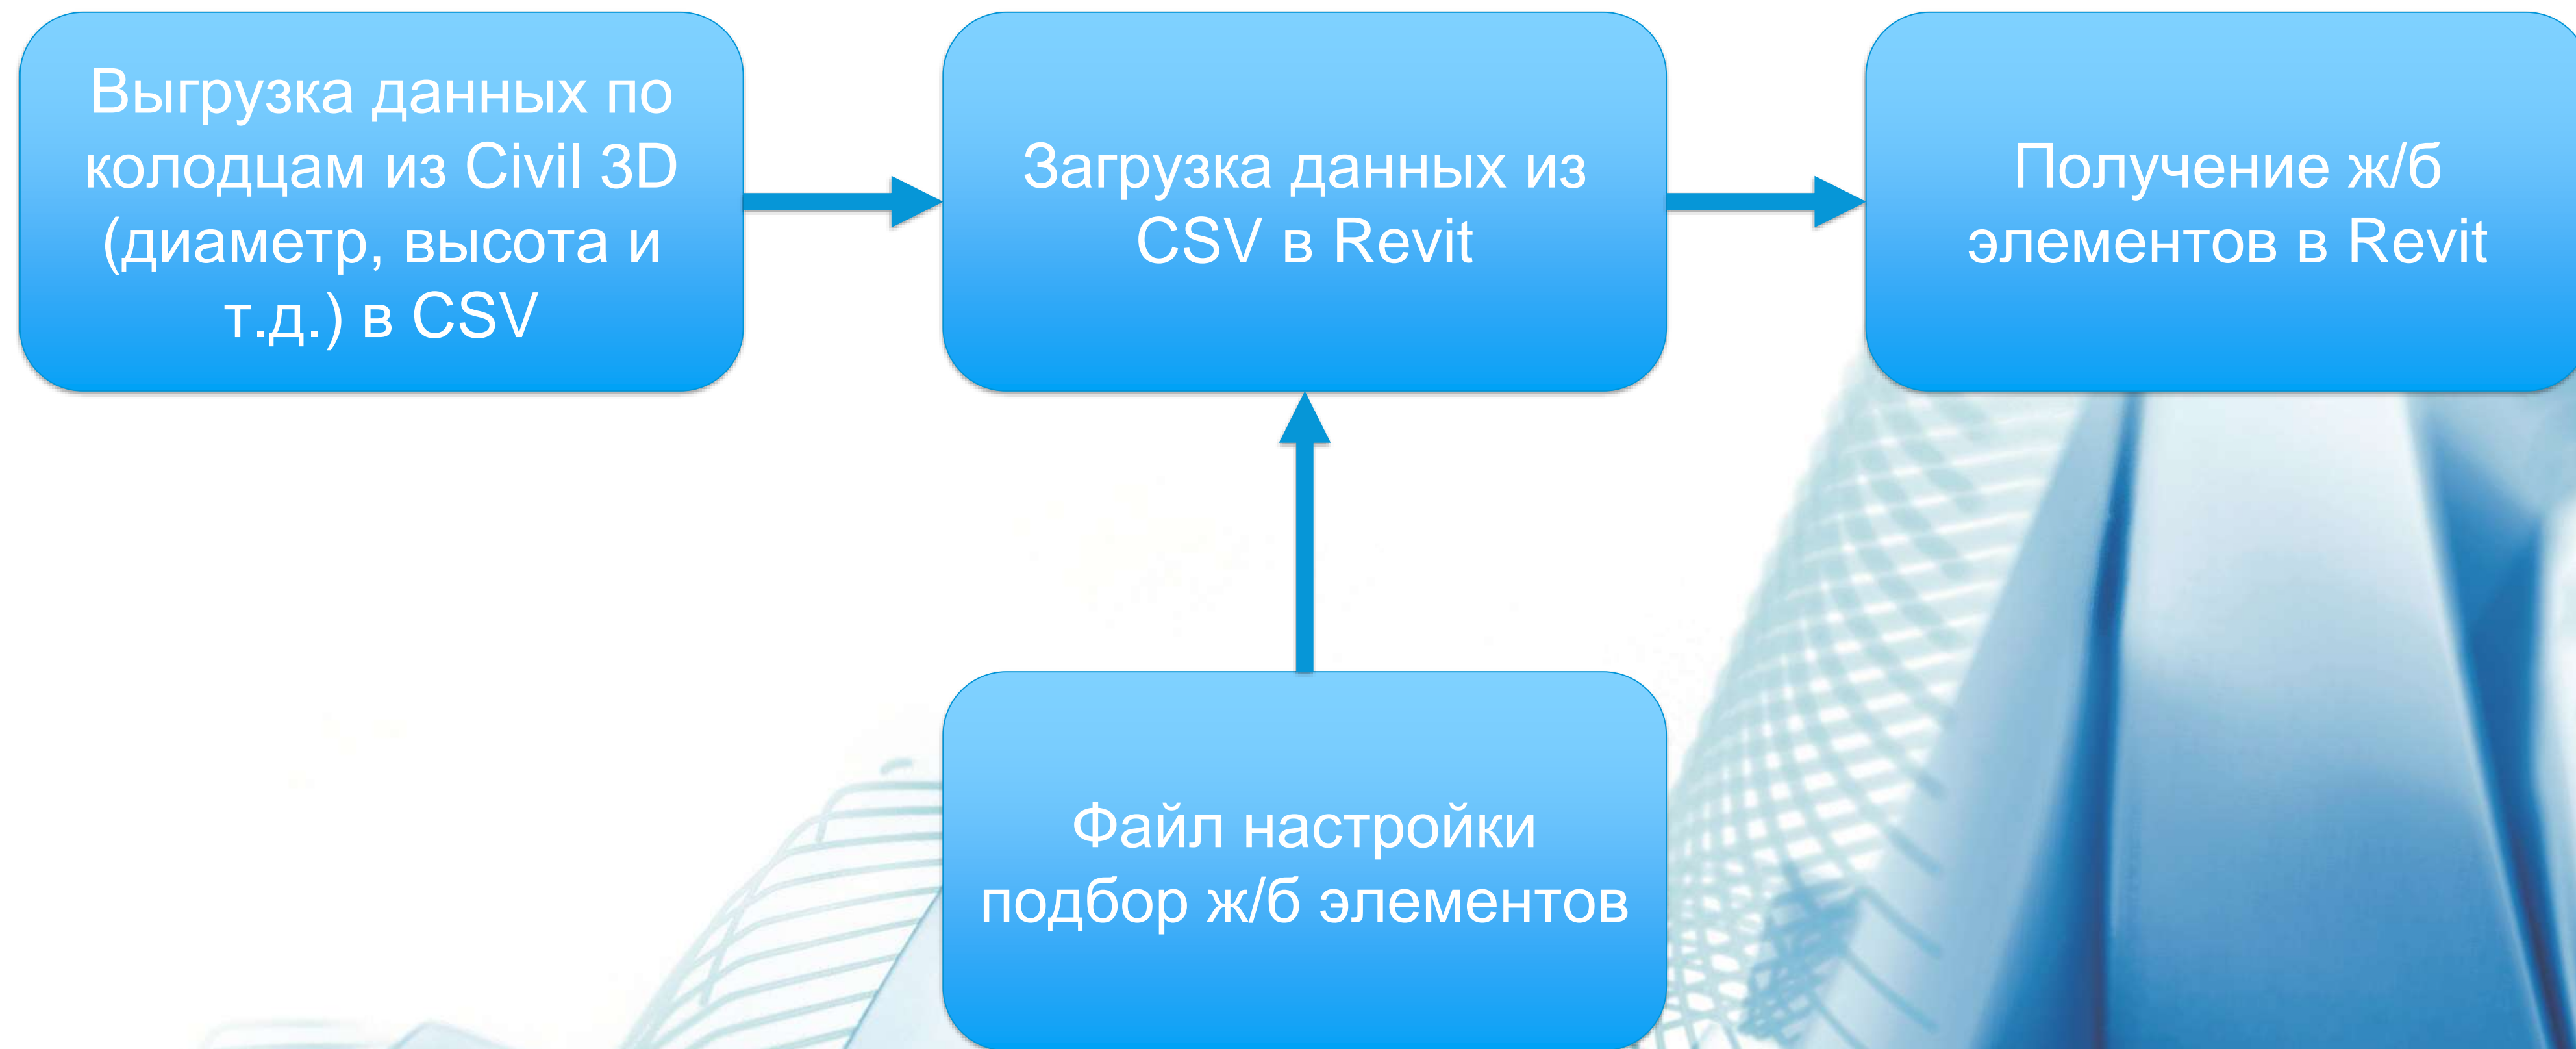 Выгрузка данных по
колодцам из Civil 3D
(диаметр, высота и
т.д.) в CSV
Загрузка данных из
CSV в Revit
Получение ж/б
элементов в Revit
Файл настройки
подбор ж/б элементов